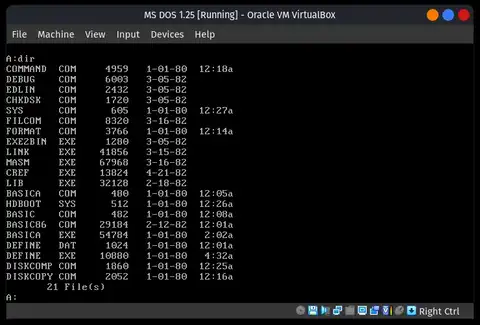 MS DOS 1.25 [Running] - Oracle VM VirtualBox
File Machine View Input Devices Help
A:dir
COMMAND COM 4959 1-01-80 12:18a
DEBUG COM 6003 3-05-82
EDLIN COM 2432 3-05-82
CHKDSK COM 1720 3-05-82
SYS COM 605 1-01-80 12:27a
FILCOM COM 8320 3-16-82
FORMAT COM 3766 1-01-80 12:14a
EXE2BIN EXE 1280 3-05-82
LINK EXE 41856 3-15-82
MASM EXE 67968 3-16-82
CREF EXE 13824 4-21-82
LIB EXE 32128 2-18-82
BASICA COM 480 1-01-80 12:05a
HDBOOT SYS 512 1-01-80 12:26a
BASIC COM 482 1-01-80 12:08a
BASIC86 COM 29184 2-12-82 12:01a
BASICA EXE 54784 1-01-80 2:02a
DEFINE DAT 1024 1-01-80 12:01a
DEFINE EXE 10880 1-01-80 4:32a
DISKCOMP COM 1860 1-01-80 12:25a
DISKCOPY COM 2052 1-01-80 12:16a
21 File(s)
A:
Right Ctrl